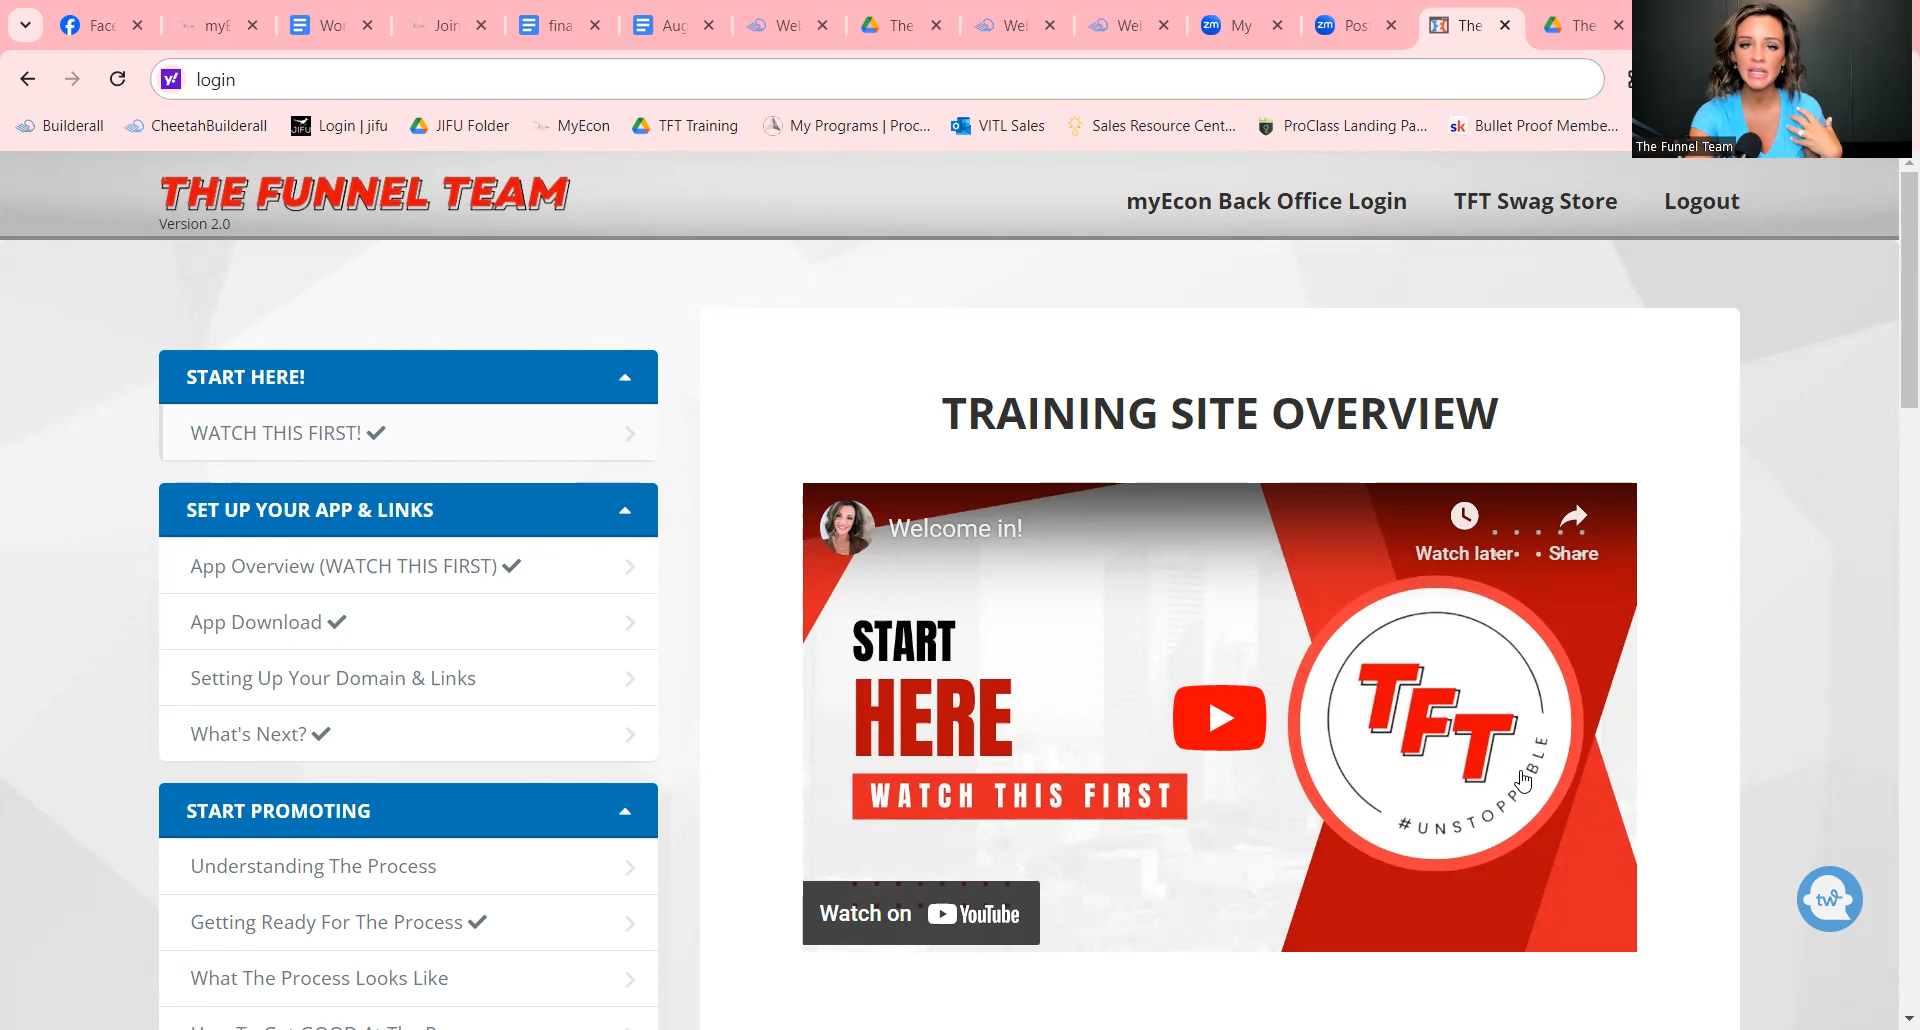 Face
myE
Wor
Join
fina
Aug
Wel
The
Wel
Wel
zm My
zm Pos
The
The
y! login
Builderall
CheetahBuilderall
JIFU Login | jifu
JIFU Folder
MyEcon
TFT Training
My Programs | Proc...
VITL Sales
Sales Resource Cent...
ProClass Landing Pa...
sk Bullet Proof Membe...
The Funnel Team
THE FUNNEL TEAM
Version 2.0
myEcon Back Office Login
TFT Swag Store
Logout
START HERE!
WATCH THIS FIRST!
SET UP YOUR APP & LINKS
App Overview (WATCH THIS FIRST)
App Download
Setting Up Your Domain & Links
What's Next?
START PROMOTING
Understanding The Process
Getting Ready For The Process
What The Process Looks Like
TRAINING SITE OVERVIEW
Welcome in!
Watch later
Share
START
HERE
WATCH THIS FIRST
TFT
#UNSTOPPABLE
Watch on YouTube
tw